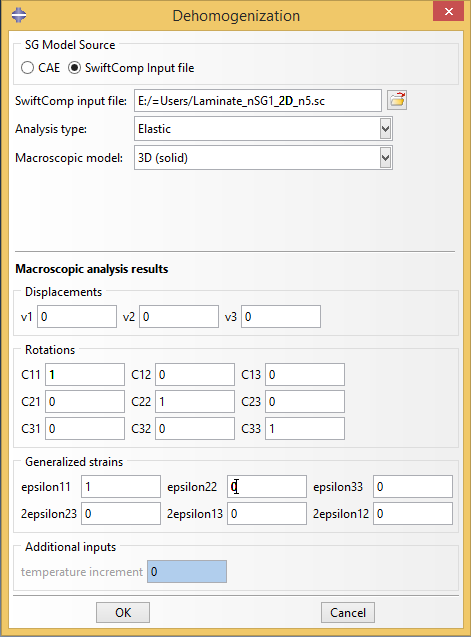 Dehomogenization
SG Model Source
CAE SwiftComp Input file
SwiftComp input file: E:/=Users/Laminate_nSG1_2D_n5.sc
Analysis type: Elastic
Macroscopic model: 3D (solid)
Macroscopic analysis results
Displacements
v1 0 v2 0 v3 0
Rotations
C11 1 C12 0 C13 0
C21 0 C22 1 C23 0
C31 0 C32 0 C33 1
Generalized strains
epsilon11 1 epsilon22 0 epsilon33 0
2epsilon23 0 2epsilon13 0 2epsilon12 0
Additional inputs
temperature increment 0
OK Cancel